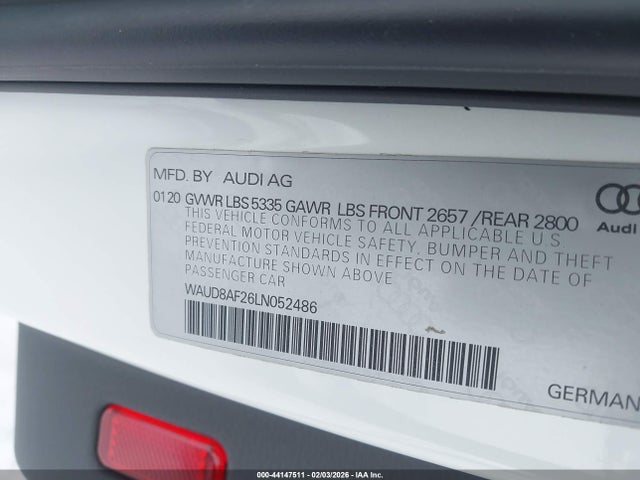 MFD. BY AUDI AG
0120 GVWR LBS 5335 GAWR LBS FRONT 2657 / REAR 2800
THIS VEHICLE CONFORMS TO ALL APPLICABLE U.S.
FEDERAL MOTOR VEHICLE SAFETY, BUMPER AND THEFT
PREVENTION STANDARDS IN EFFECT ON THE DATE OF
MANUFACTURE SHOWN ABOVE
PASSENGER CAR
WAUD8AF26LN052486
Audi
GERMAN
000-44147511 - 02/03/2026 - IAAI, Inc.